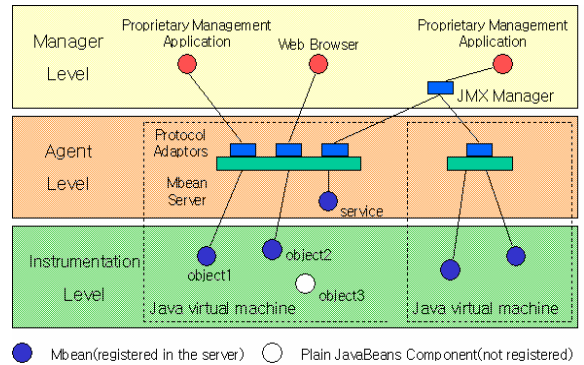 Manager
Level
Proprietary Management
Application
Web Browser
Proprietary Management
Application
JMX Manager
Agent
Level
Protocol
Adaptors
Mbean
Server
service
Instrumentation
Level
object1
object2
object3
Java virtual machine
Java virtual machine
Mbean(registered in the server)
Plain JavaBeans Component(not registered)